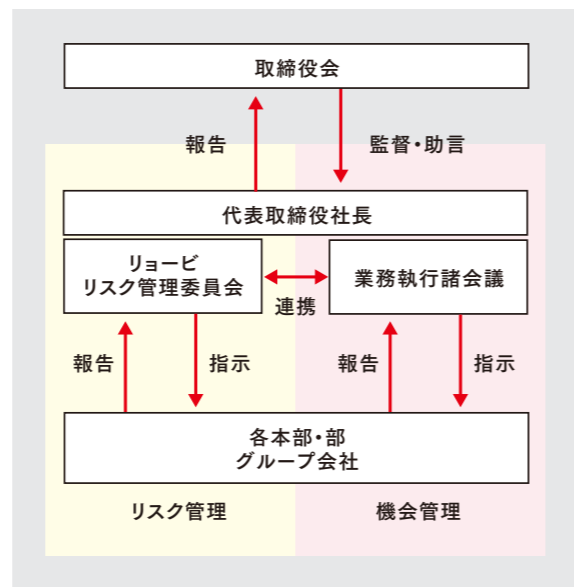 取締役会
報告
監督・助言
代表取締役社長
リョービ
リスク管理委員会
業務執行諸会議
連携
報告
指示
報告
指示
各本部・部
グループ会社
リスク管理
機会管理